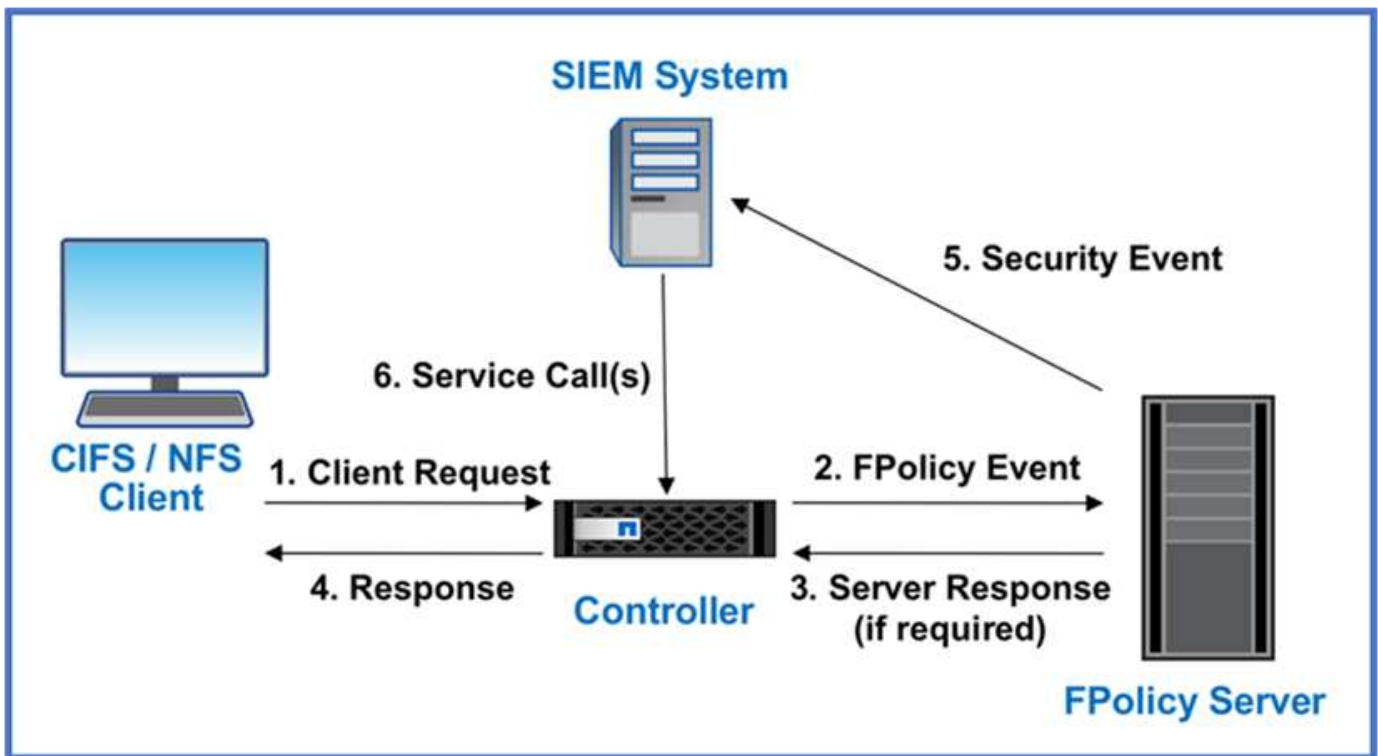 SIEM System
5. Security Event
6. Service Call(s)
CIFS / NFS
Client
1. Client Request
2. FPolicy Event
4. Response
Controller
3. Server Response
(if required)
FPolicy Server